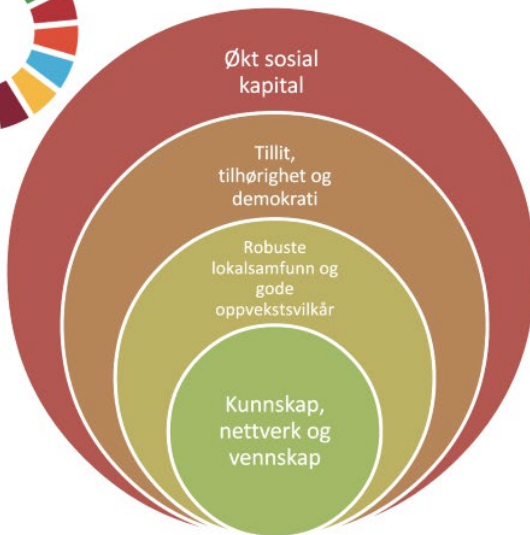 Økt sosial
kapital
Tillit,
tilhørighet og
demokrati
Robuste
lokalsamfunn og
gode
oppvekstsvilkår
Kunnskap,
nettverk og
vennskap